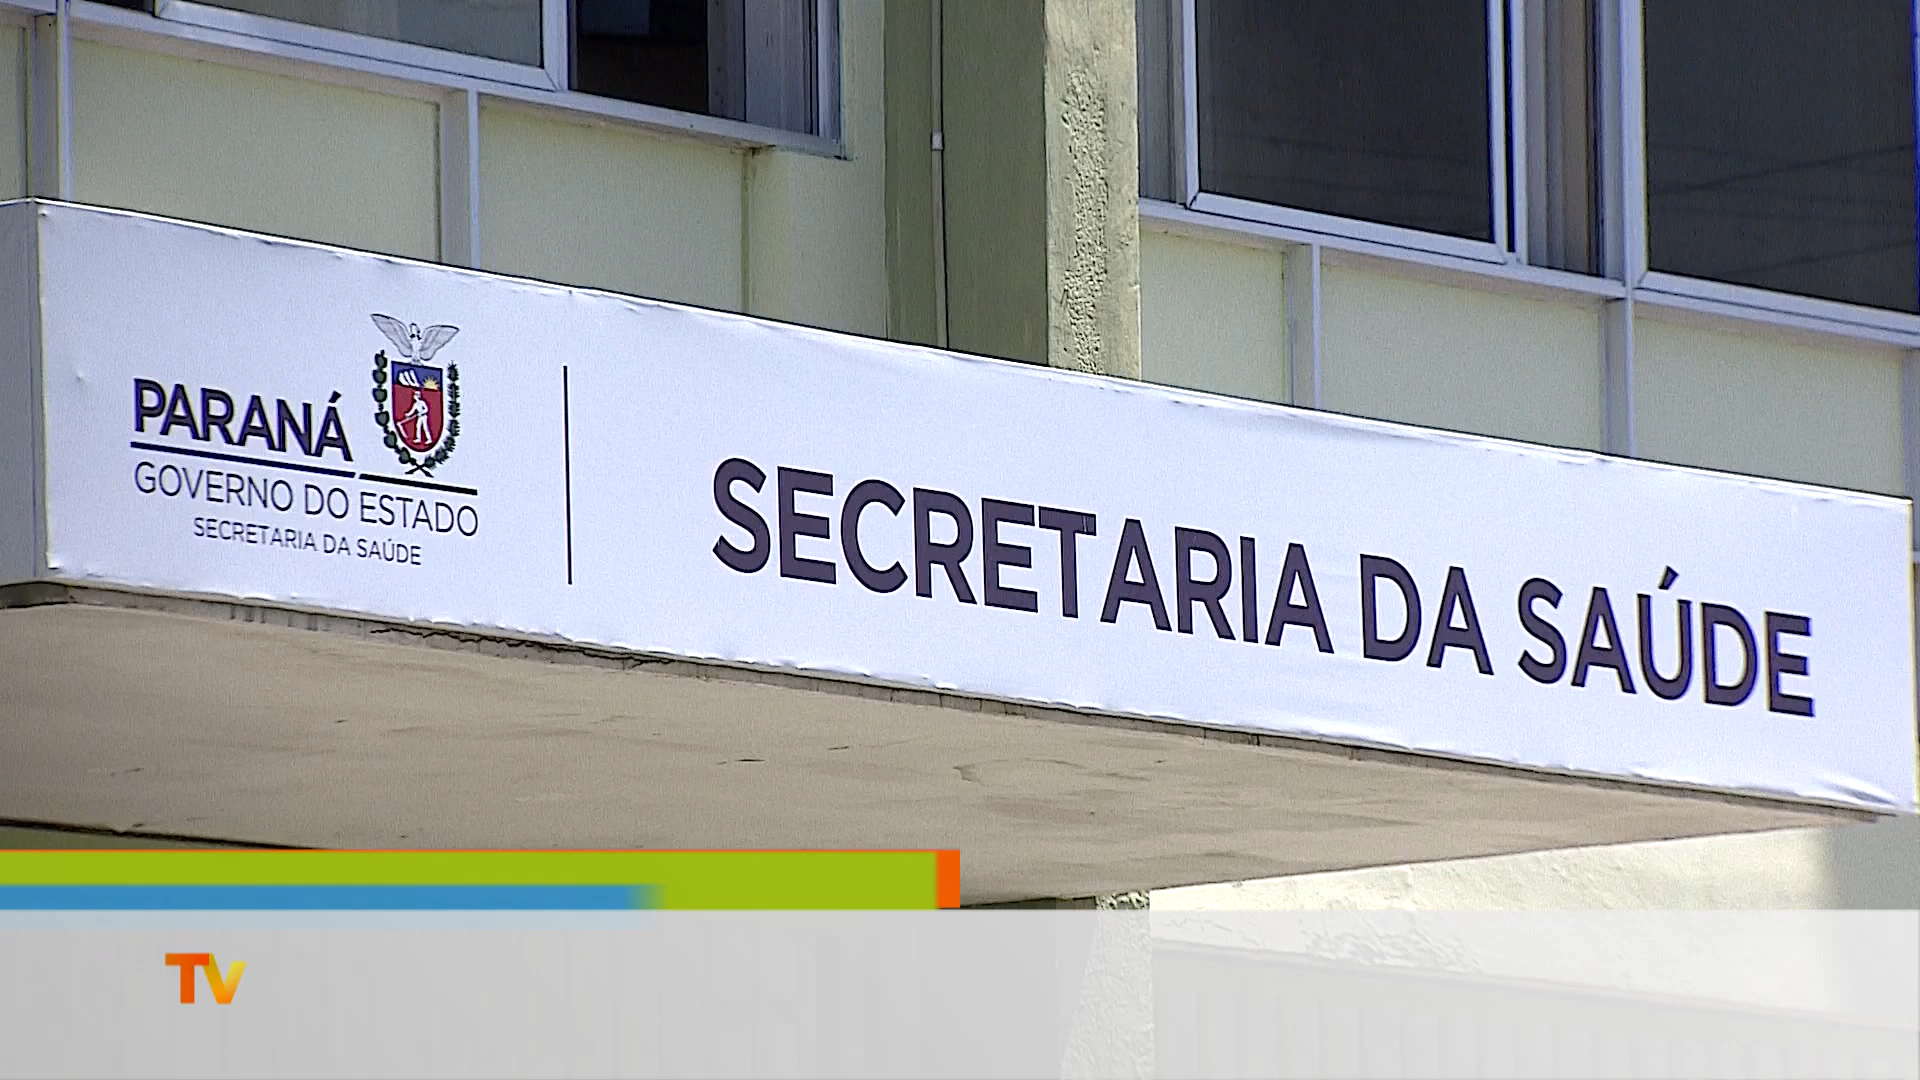 PARANÁ
GOVERNO DO ESTADO
SECRETARIA DA SAÚDE
SECRETARIA DA SAÚDE
TV